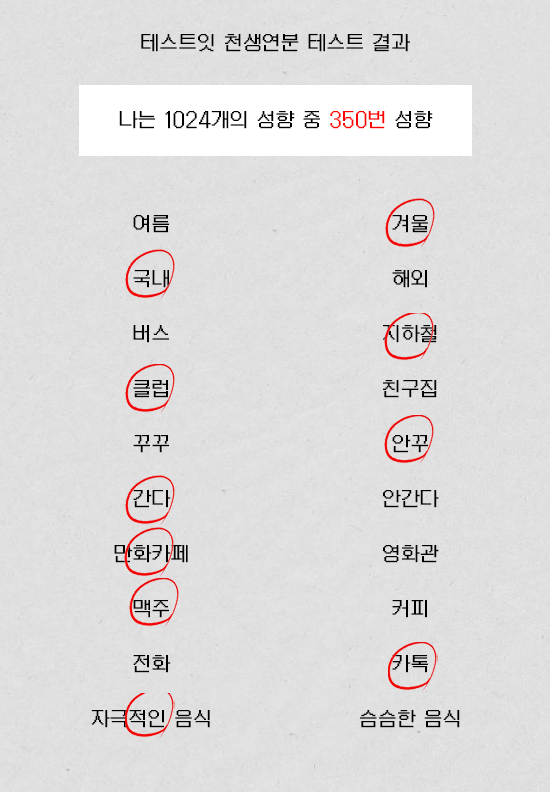 테스트잇 천생연분 테스트 결과
나는 1024개의 성향 중 350번 성향
여름 겨울
국내 해외
버스 지하철
클럽 친구집
꾸꾸 안꾸
간다 안간다
만화카페 영화관
맥주 커피
전화 카톡
자극적인 음식 슴슴한 음식